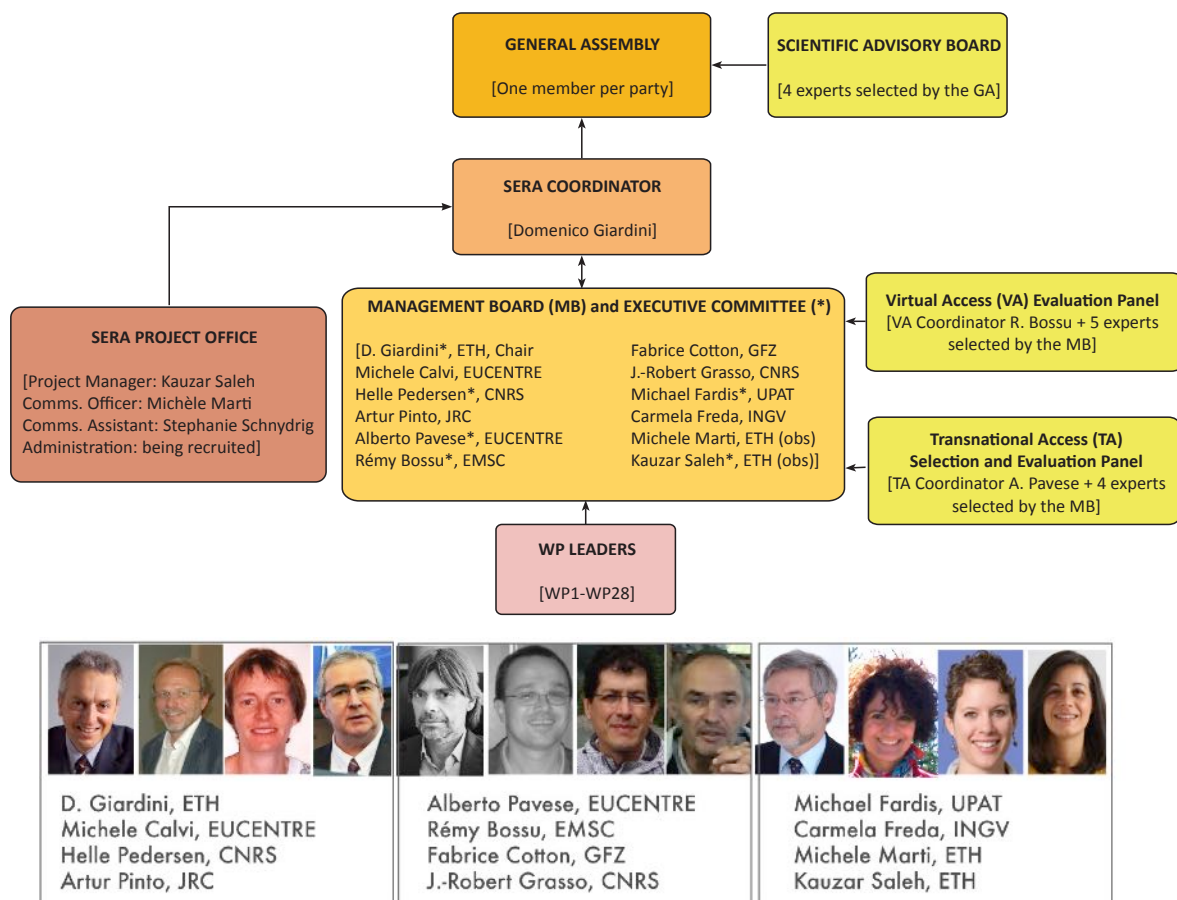 GENERAL ASSEMBLY
[One member per party]
SCIENTIFIC ADVISORY BOARD
[4 experts selected by the GA]
SERA COORDINATOR
[Domenico Giardini]
SERA PROJECT OFFICE
[Project Manager: Kauzar Saleh
Comms. Officer: Michèle Marti
Comms. Assistant: Stephanie Schnydrig
Administration: being recruited]
MANAGEMENT BOARD (MB) and EXECUTIVE COMMITTEE (*)
[D. Giardini*, ETH, Chair
Michele Calvi, EUCENTRE
Helle Pedersen*, CNRS
Artur Pinto, JRC
Alberto Pavese*, EUCENTRE
Rémy Bossu*, EMSC
Fabrice Cotton, GFZ
J.-Robert Grasso, CNRS
Michael Fardis*, UPAT
Carmela Freda, INGV
Michele Marti, ETH (obs)
Kauzar Saleh*, ETH (obs)]
Virtual Access (VA) Evaluation Panel
[VA Coordinator R. Bossu + 5 experts
selected by the MB]
Transnational Access (TA)
Selection and Evaluation Panel
[TA Coordinator A. Pavese + 4 experts
selected by the MB]
WP LEADERS
[WP1-WP28]
D. Giardini, ETH
Michele Calvi, EUCENTRE
Helle Pedersen, CNRS
Artur Pinto, JRC
Alberto Pavese, EUCENTRE
Rémy Bossu, EMSC
Fabrice Cotton, GFZ
J.-Robert Grasso, CNRS
Michael Fardis, UPAT
Carmela Freda, INGV
Michele Marti, ETH
Kauzar Saleh, ETH